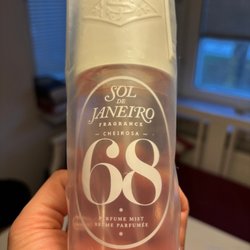 SOL
DE
JANEIRO
FRAGRANCE
CHEIROSA
68
PERFUME MIST
BRUME PARFUMÉE